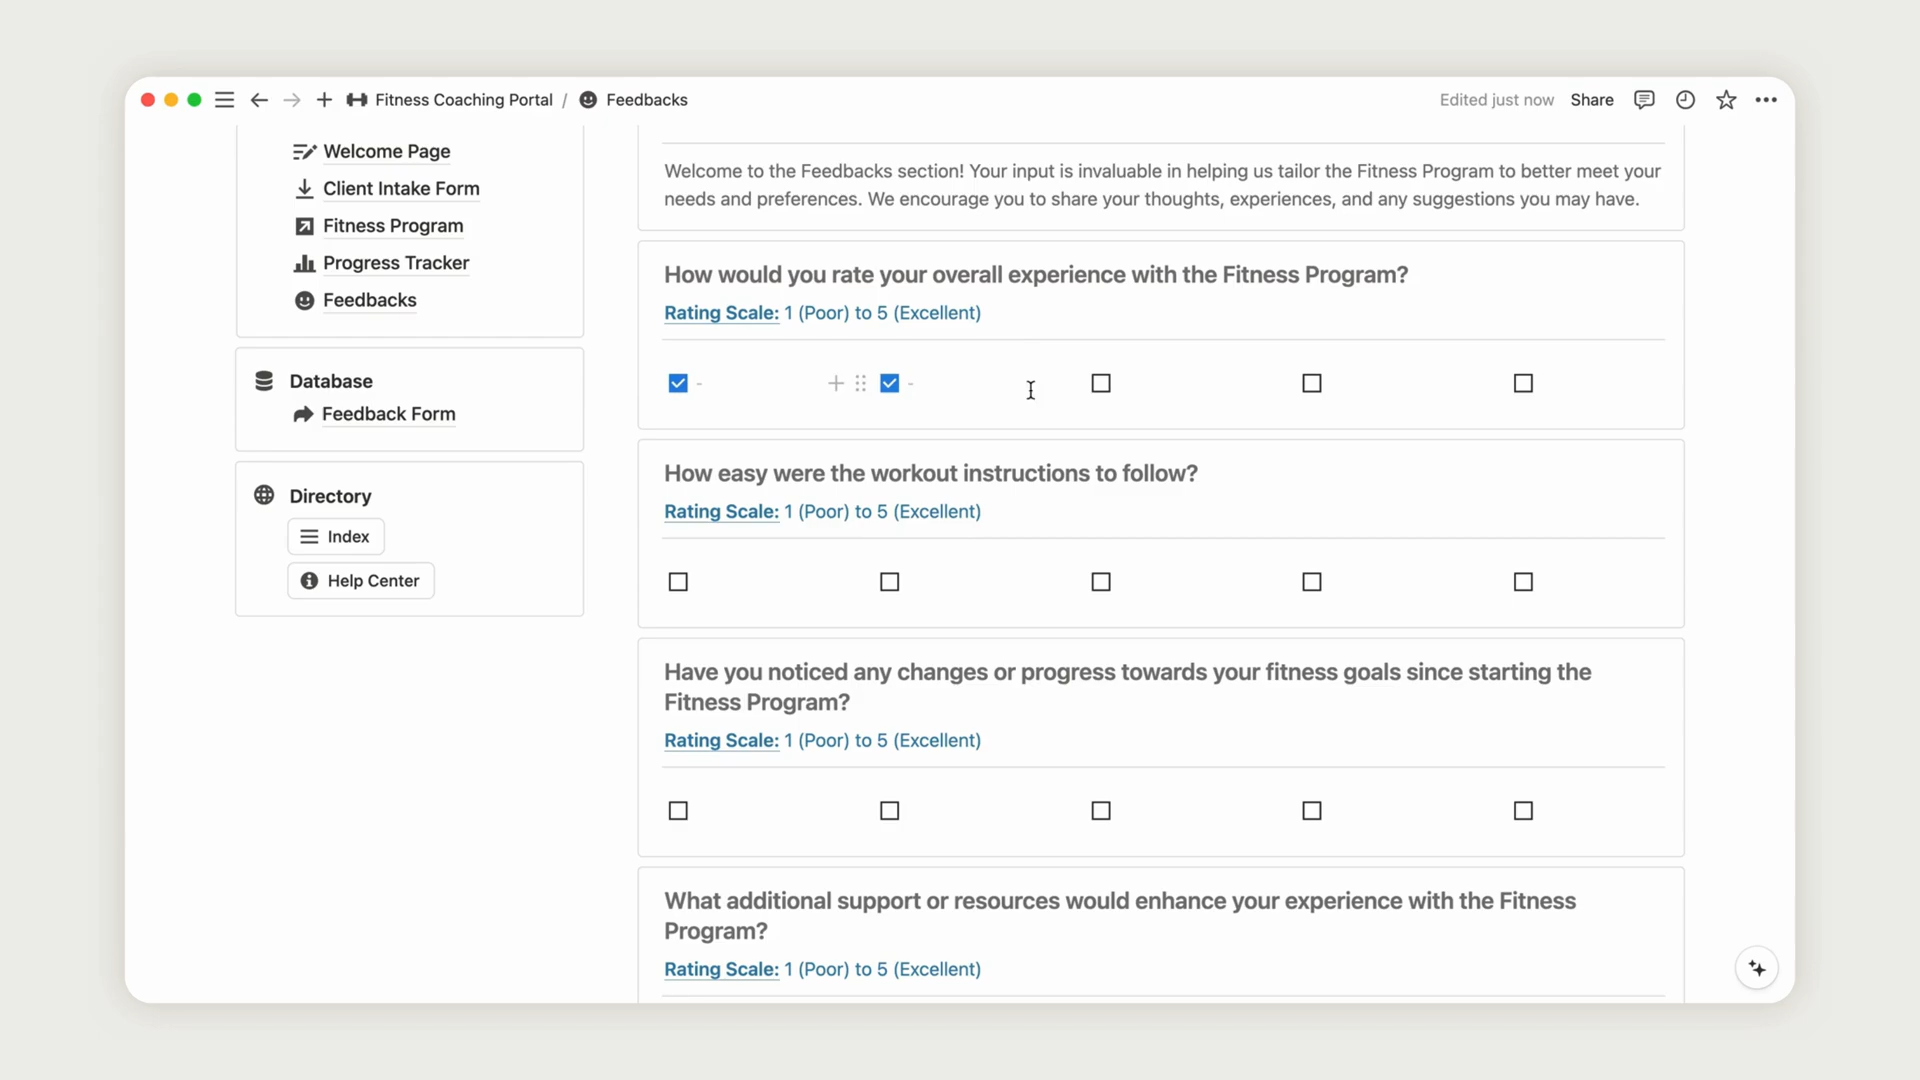 Fitness Coaching Portal / Feedbacks
Edited just now Share
Welcome Page
Client Intake Form
Fitness Program
Progress Tracker
Feedbacks
Database
Feedback Form
Directory
Index
Help Center
Welcome to the Feedbacks section! Your input is invaluable in helping us tailor the Fitness Program to better meet your
needs and preferences. We encourage you to share your thoughts, experiences, and any suggestions you may have.
How would you rate your overall experience with the Fitness Program?
Rating Scale: 1 (Poor) to 5 (Excellent)
- -
How easy were the workout instructions to follow?
Rating Scale: 1 (Poor) to 5 (Excellent)
Have you noticed any changes or progress towards your fitness goals since starting the
Fitness Program?
Rating Scale: 1 (Poor) to 5 (Excellent)
What additional support or resources would enhance your experience with the Fitness
Program?
Rating Scale: 1 (Poor) to 5 (Excellent)